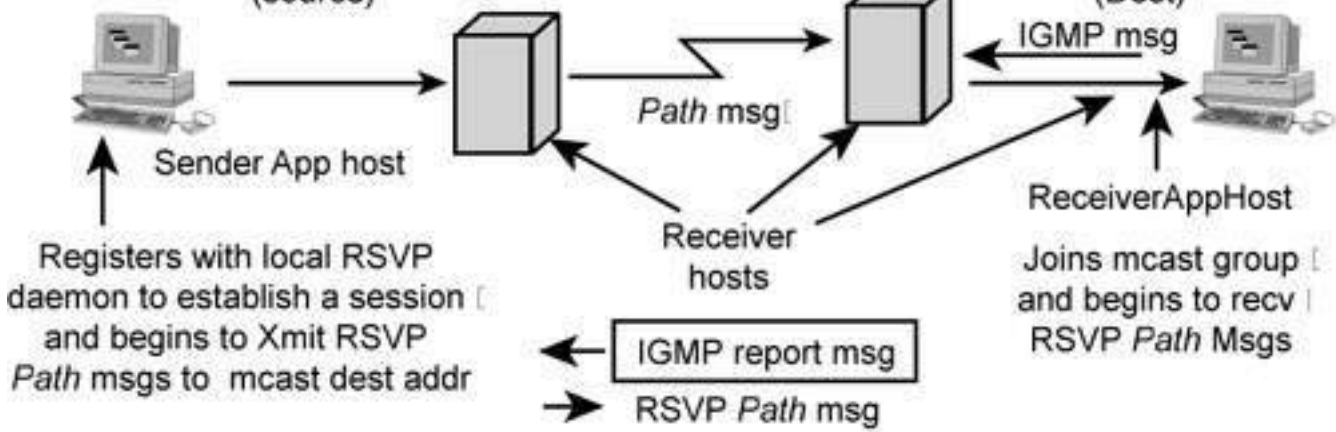 (source)
(Dest)
IGMP msg
Path msg
Sender App host
ReceiverAppHost
Receiver
hosts
Registers with local RSVP
daemon to establish a session
and begins to Xmit RSVP
Path msgs to mcast dest addr
Joins mcast group
and begins to recv
RSVP Path Msgs
IGMP report msg
RSVP Path msg